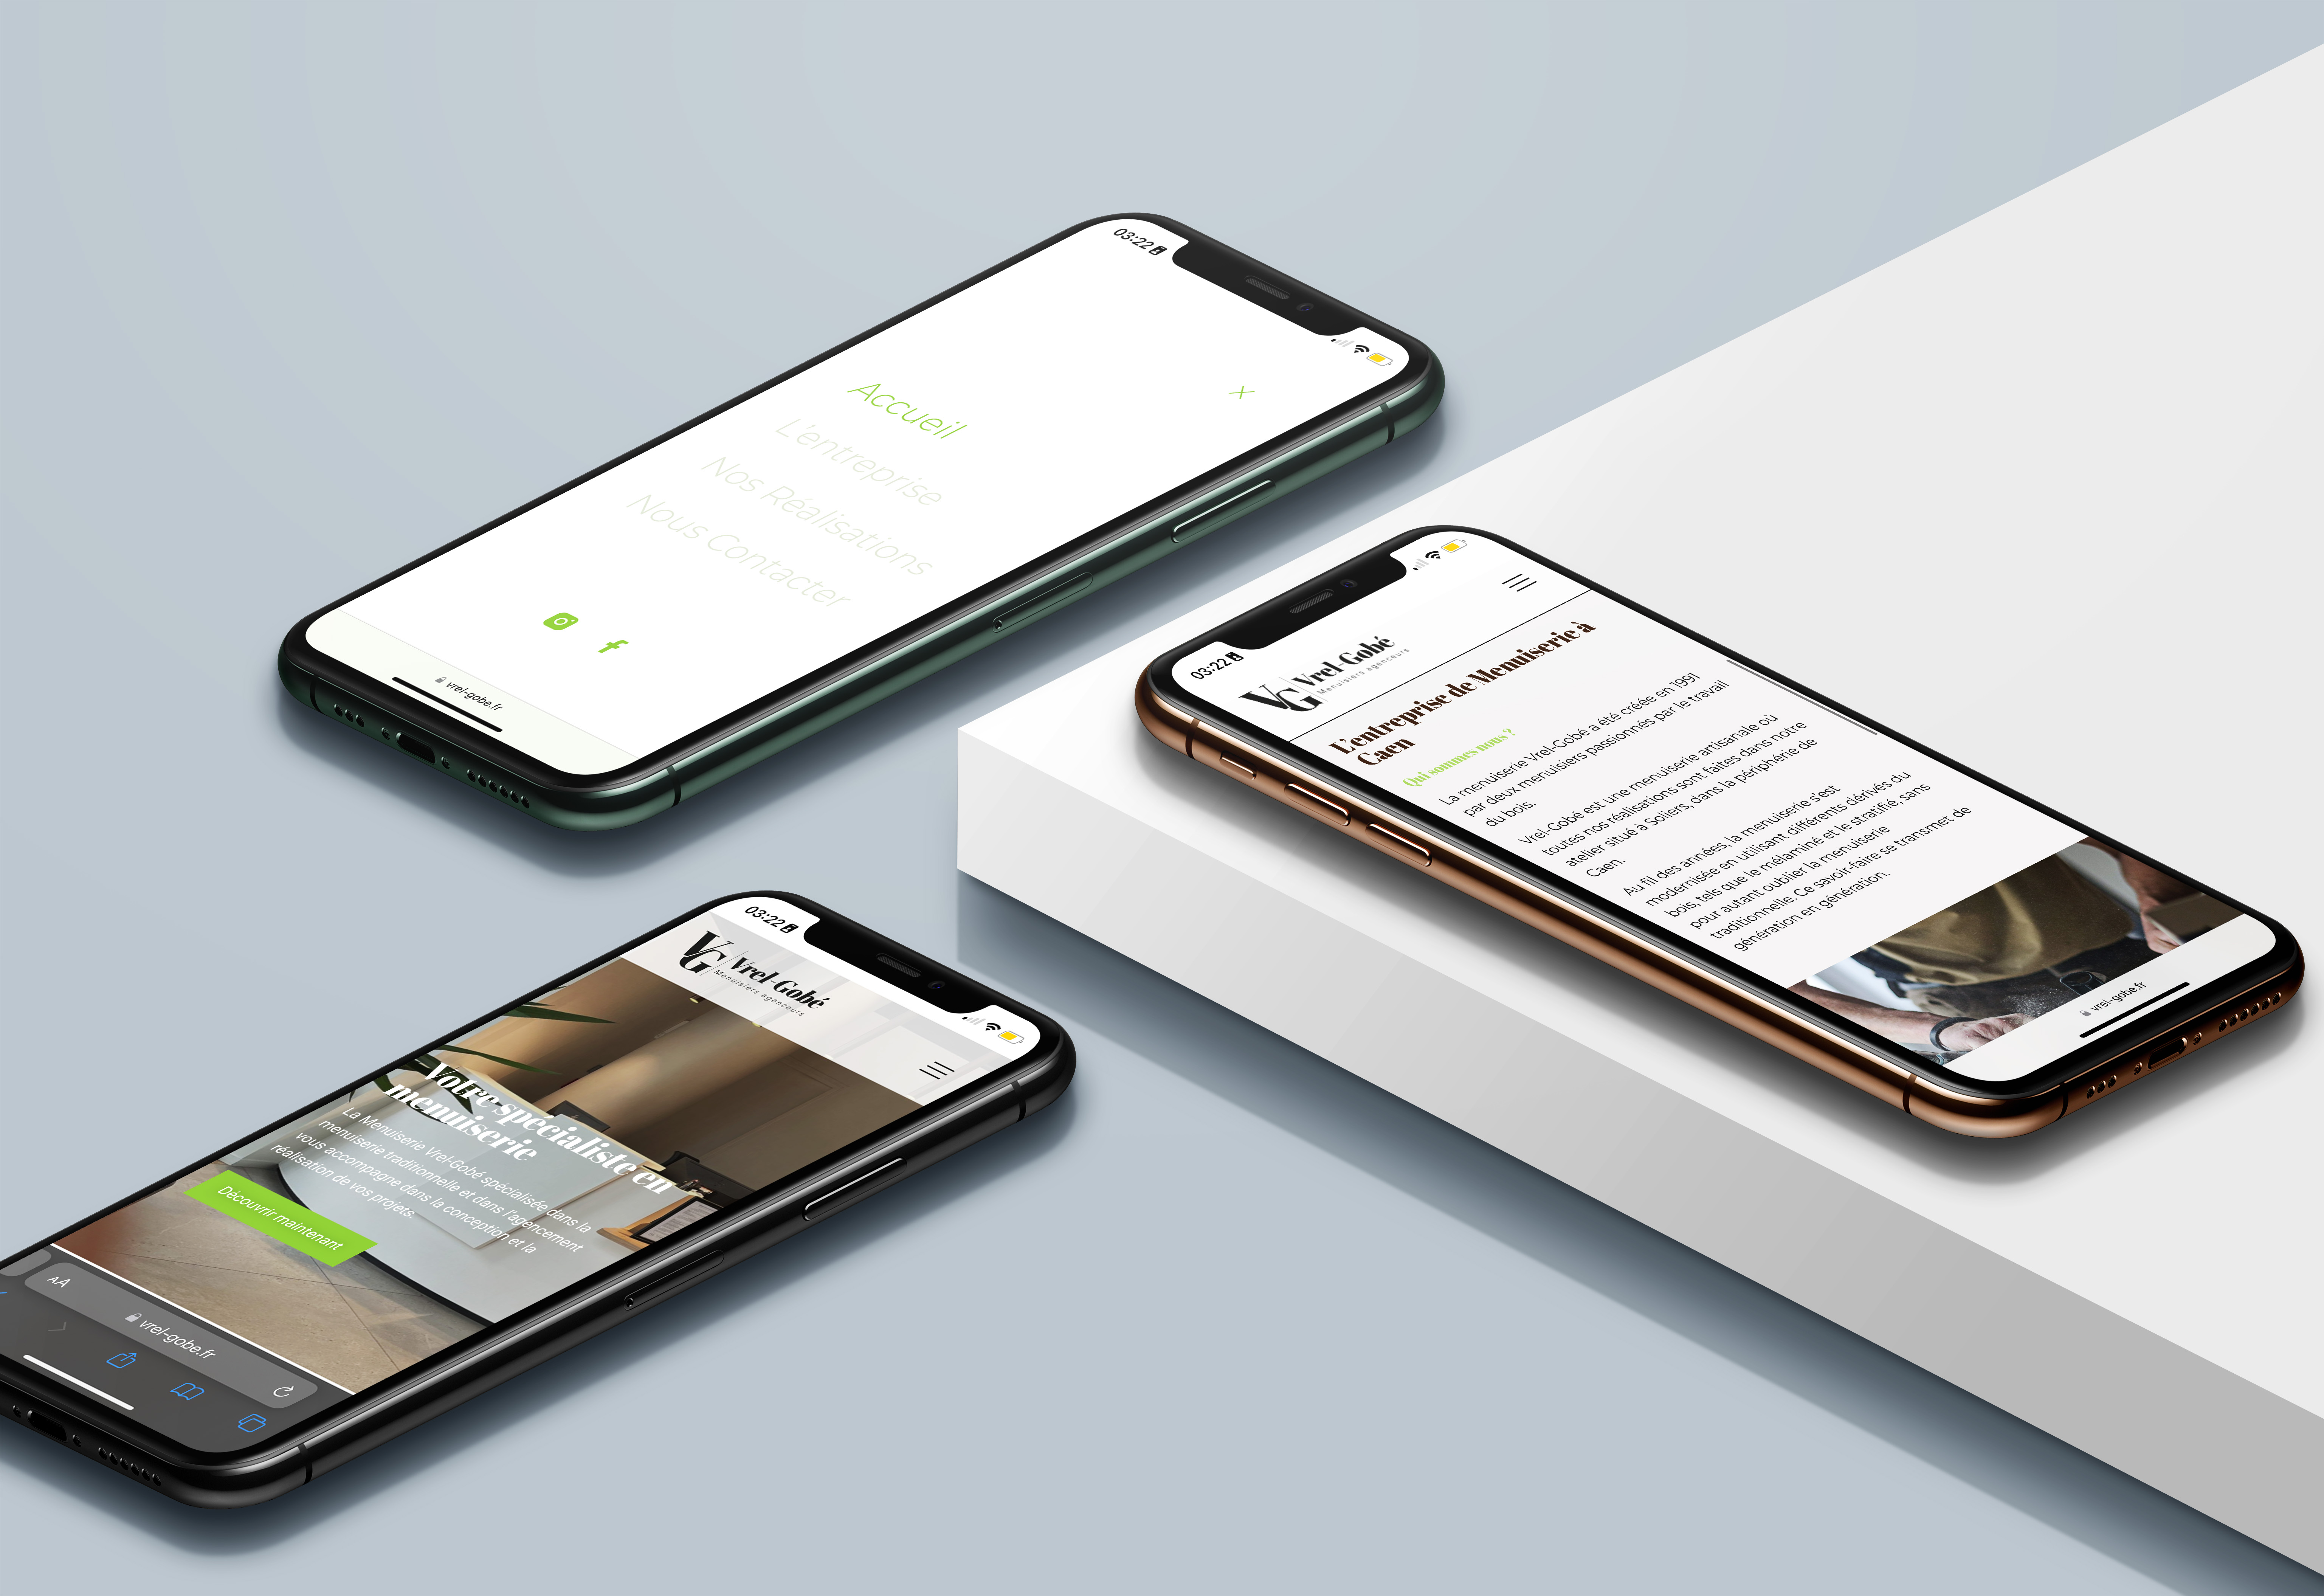 03:22
Accueil
L'entreprise
Nos Réalisations
Nous Contacter
vrel-gobe.fr
03:22
VG
Vrel-Gobé
Menuisiers agenceurs
L'entreprise de Menuiserie à
Caen
Qui sommes nous ?
La menuiserie Vrel-Gobé a été créée en 1991
par deux menuisiers passionnés par le travail
du bois.
Vrel-Gobé est une menuiserie artisanale où
toutes nos réalisations sont faites dans notre
atelier situé à Soliers, dans la périphérie de
Caen.
Au fil des années, la menuiserie s'est
modernisée en utilisant différents dérivés du
bois, tels que le mélaminé et le stratifié, sans
pour autant oublier la menuiserie
traditionnelle. Ce savoir-faire se transmet de
génération en génération.
vrel-gobe.fr
03:22
VG
Vrel-Gobé
Menuisiers agenceurs
Votre spécialiste en
menuiserie
La Menuiserie Vrel-Gobé spécialisée dans la
menuiserie traditionnelle et dans l'agencement
vous accompagne dans la conception et la
réalisation de vos projets.
Découvrir maintenant
AA
vrel-gobe.fr